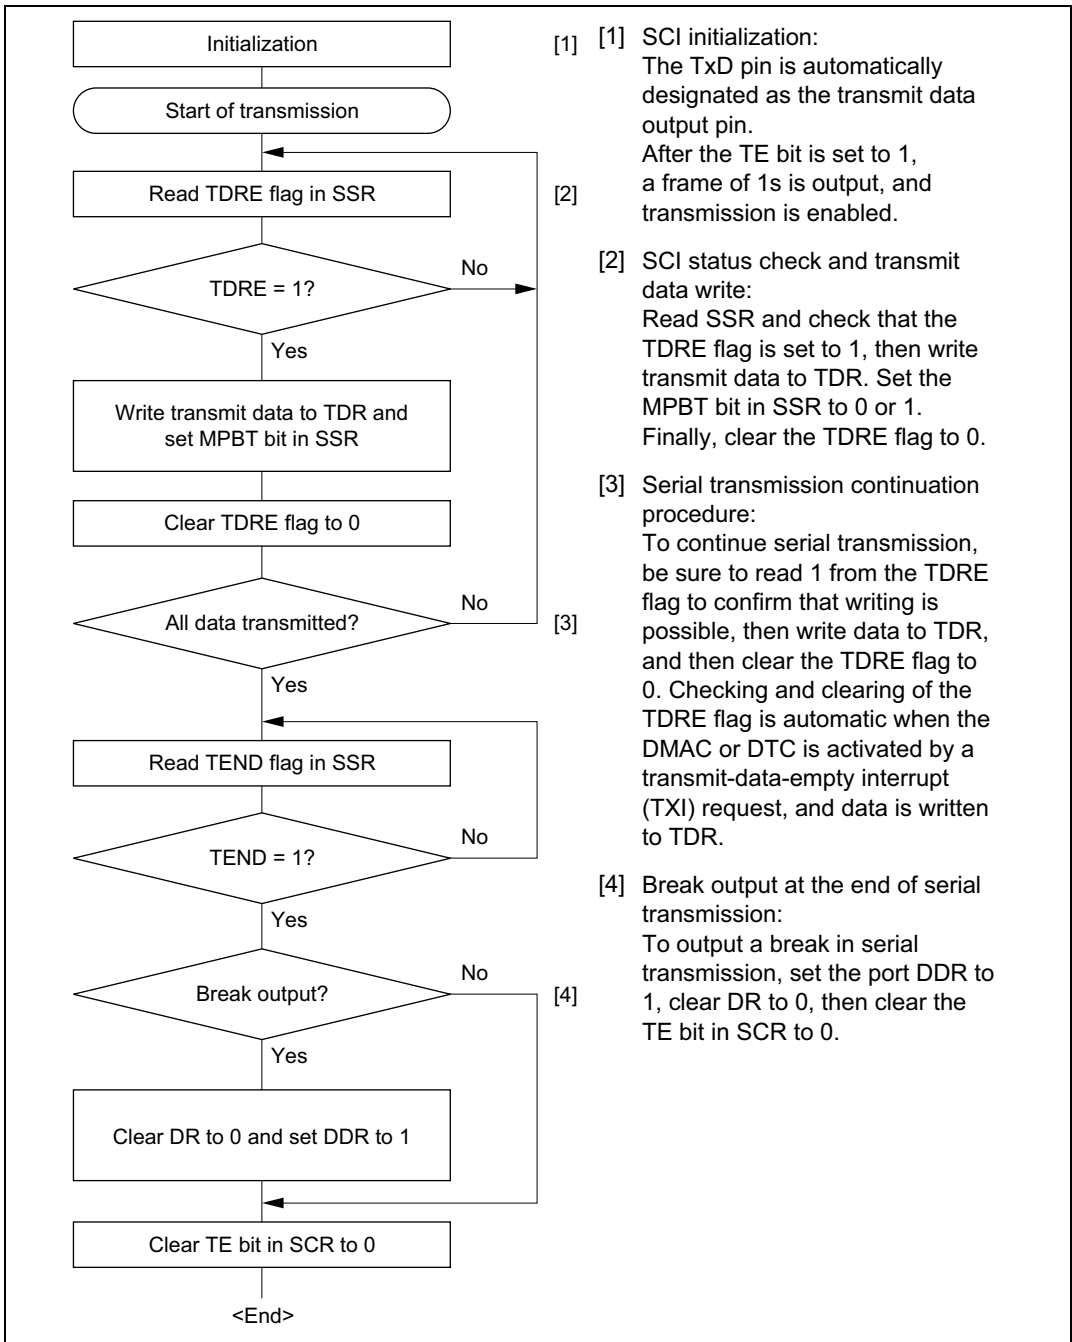 Initialization
[1]
Start of transmission
Read TDRE flag in SSR
[2]
TDRE = 1?
No
Yes
Write transmit data to TDR and
set MPBT bit in SSR
Clear TDRE flag to 0
All data transmitted?
No
[3]
Yes
Read TEND flag in SSR
TEND = 1?
No
Yes
Break output?
No
[4]
Yes
Clear DR to 0 and set DDR to 1
Clear TE bit in SCR to 0
<End>
[1] SCI initialization:
The TxD pin is automatically
designated as the transmit data
output pin.
After the TE bit is set to 1,
a frame of 1s is output, and
transmission is enabled.
[2] SCI status check and transmit
data write:
Read SSR and check that the
TDRE flag is set to 1, then write
transmit data to TDR. Set the
MPBT bit in SSR to 0 or 1.
Finally, clear the TDRE flag to 0.
[3] Serial transmission continuation
procedure:
To continue serial transmission,
be sure to read 1 from the TDRE
flag to confirm that writing is
possible, then write data to TDR,
and then clear the TDRE flag to
0. Checking and clearing of the
TDRE flag is automatic when the
DMAC or DTC is activated by a
transmit-data-empty interrupt
(TXI) request, and data is written
to TDR.
[4] Break output at the end of serial
transmission:
To output a break in serial
transmission, set the port DDR to
1, clear DR to 0, then clear the
TE bit in SCR to 0.